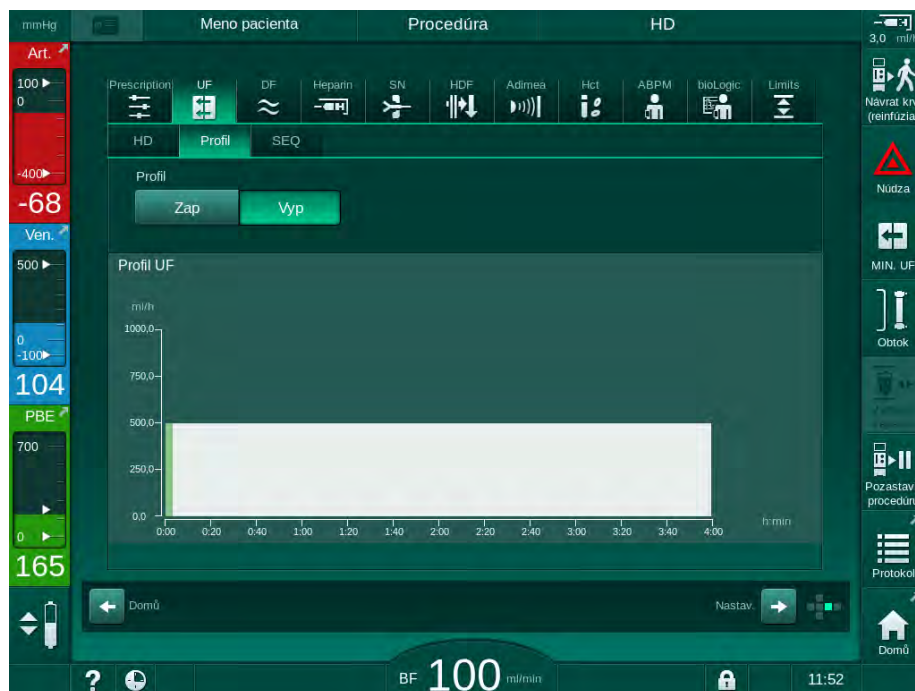 mmHg
Meno pacienta
Procedúra
HD
3,0 ml/h
Art.
100
0
-400
-68
Ven.
500
0
-100
104
PBE
700
0
165
Prescription
UF
DF
Heparin
SN
HDF
Adimea
Hct
ABPM
bioLogic
Limits
HD
Profil
SEQ
Profil
Zap
Vyp
Profil UF
ml/h
1000,0
750,0
500,0
250,0
0,0
0:00 0:20 0:40 1:00 1:20 1:40 2:00 2:20 2:40 3:00 3:20 3:40 4:00
h:min
Domů
Nastav.
Návrat krv
(reinfúzia
Núdza
MIN. UF
Obtok
Pozastav
procedúru
Protokol
Domů
?
BF 100 ml/min
11:52